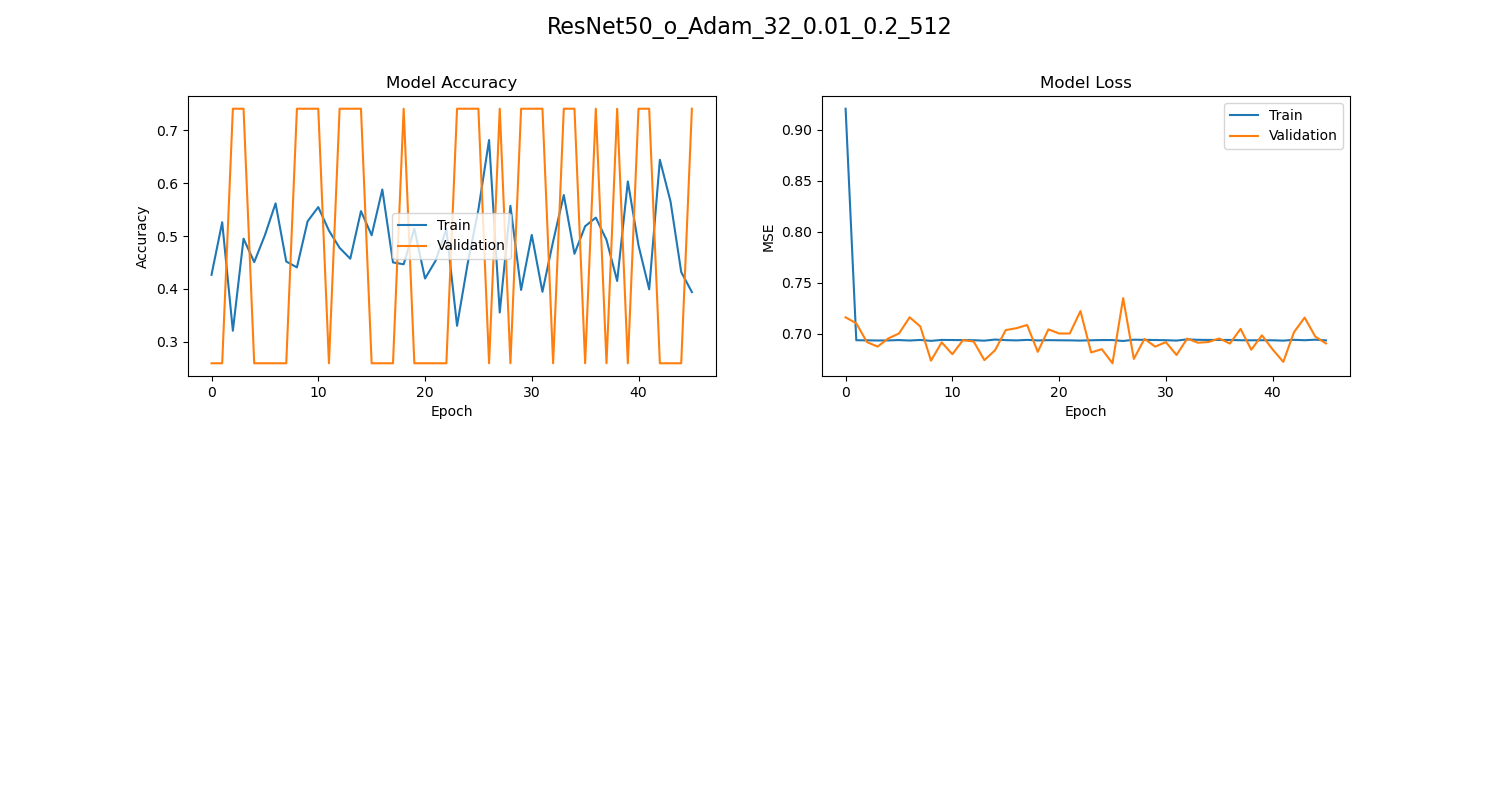 ResNet50_o_Adam_32_0.01_0.2_512
Model Accuracy
Accuracy
0.7
0.6
0.5
0.4
0.3
Train
Validation
0 10 20 30 40
Epoch
Model Loss
MSE
0.90
0.85
0.80
0.75
0.70
Train
Validation
0 10 20 30 40
Epoch